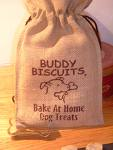 BUDDY
BISCUITS,
Bake At Home
Dog Treats